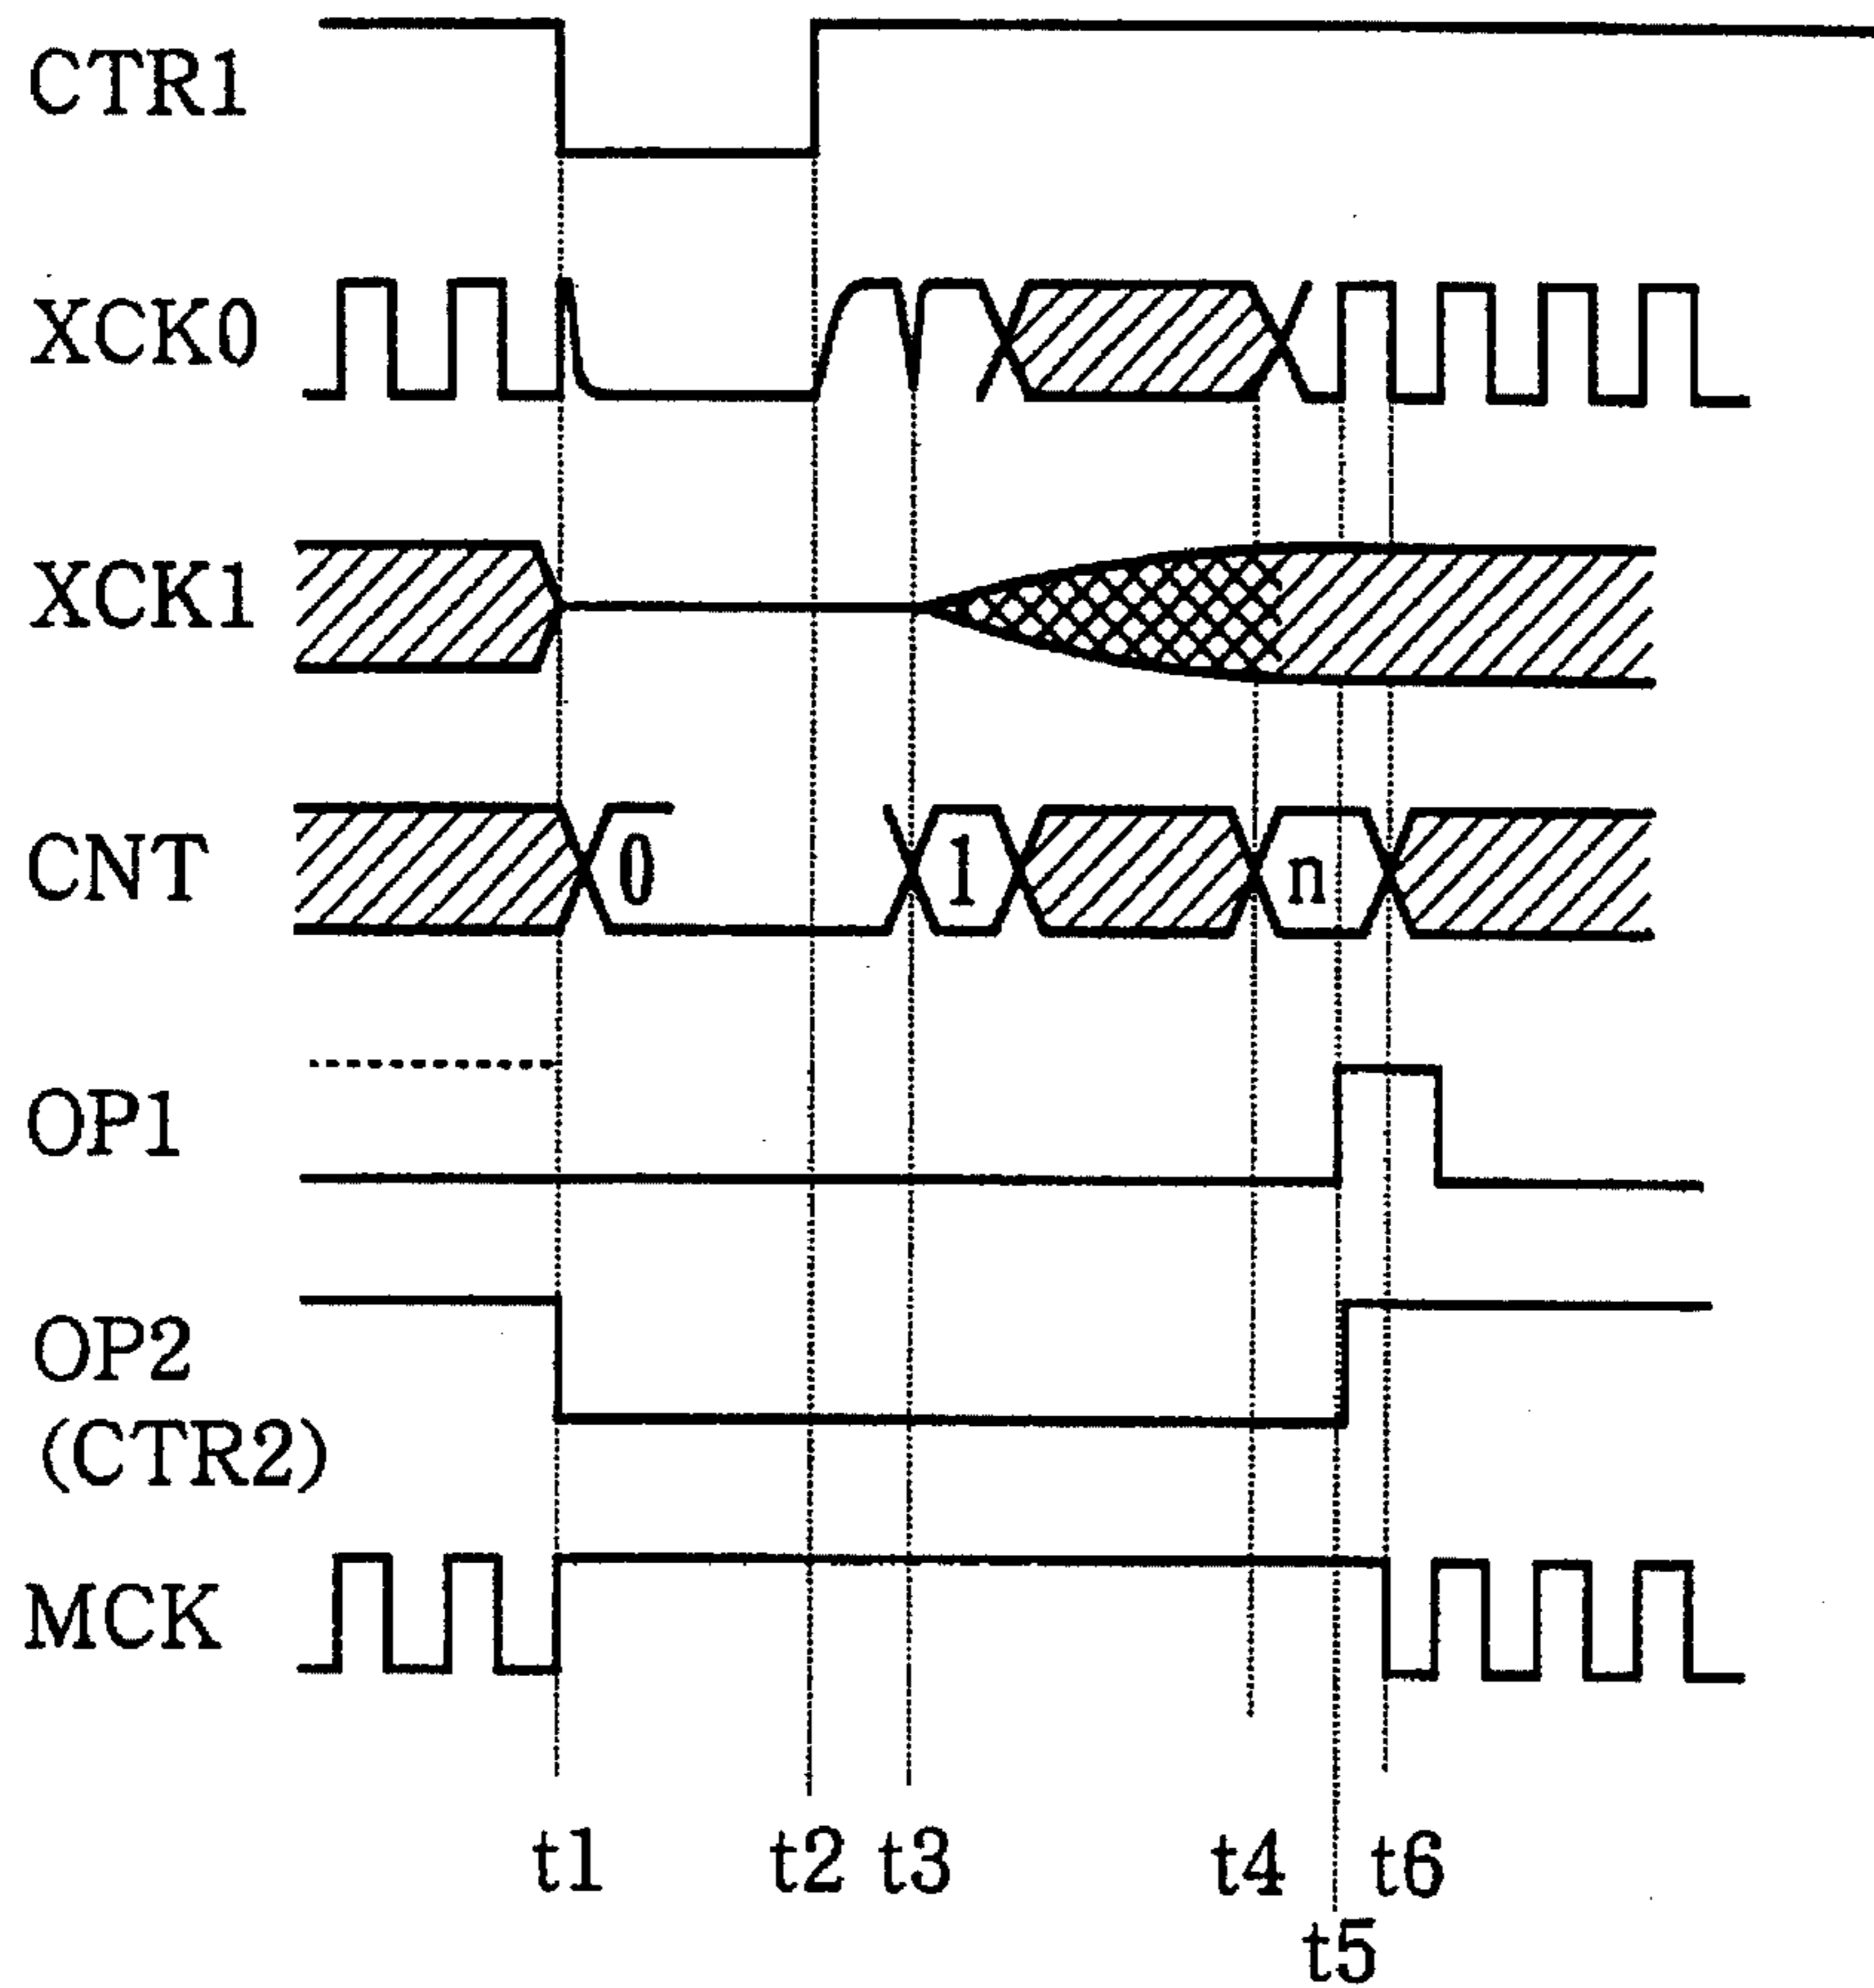 CTR1
XCK0
XCK1
CNT
0
1
n
OP1
OP2
(CTR2)
MCK
t1
t2
t3
t4
t6
t5